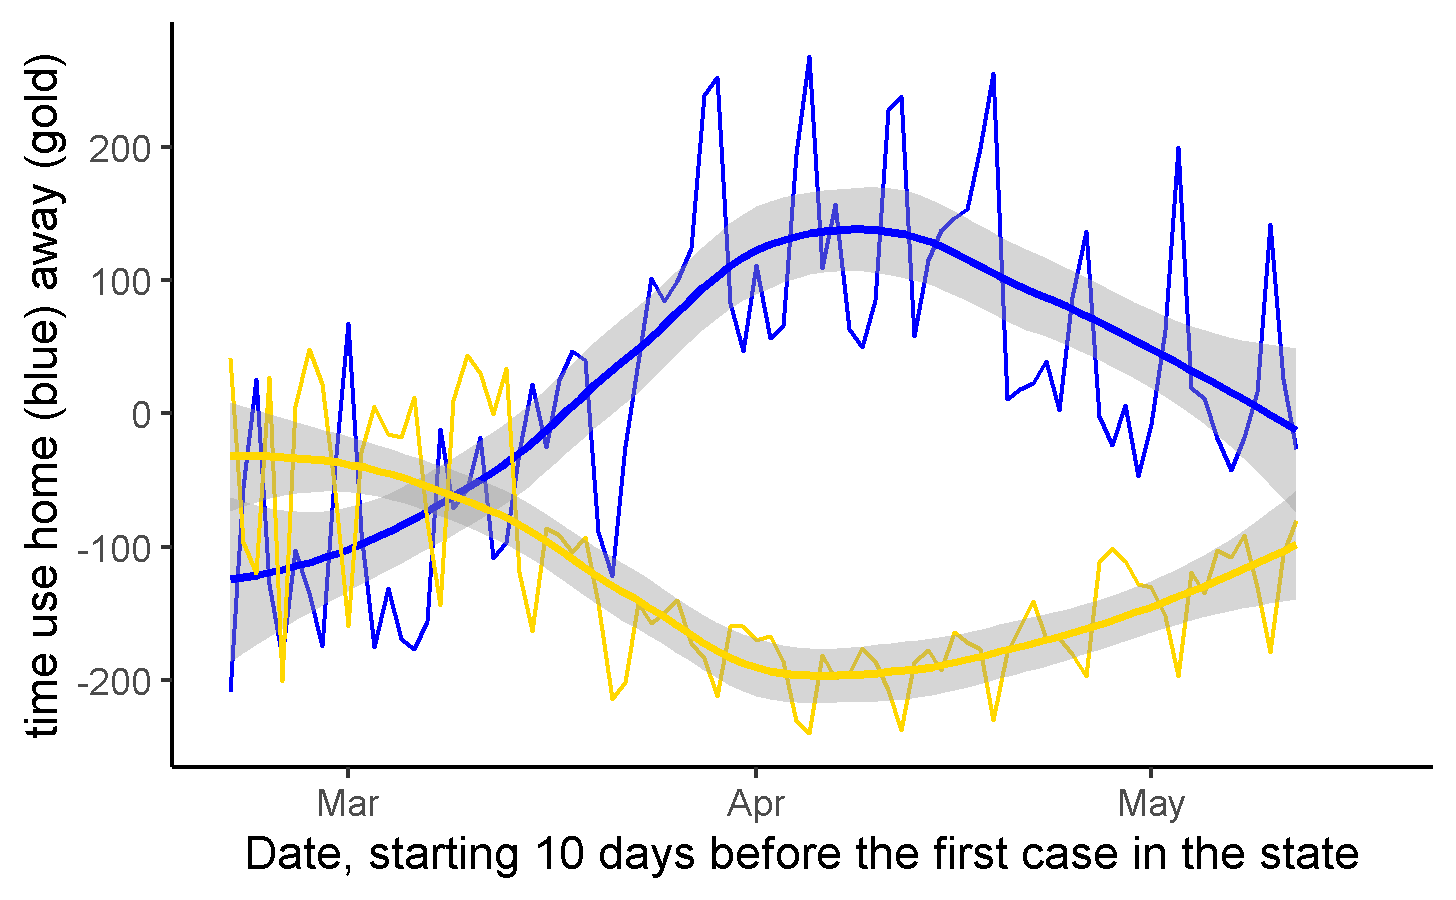 time use home (blue) away (gold)
200
100
0
-100
-200
Mar
Apr
May
Date, starting 10 days before the first case in the state